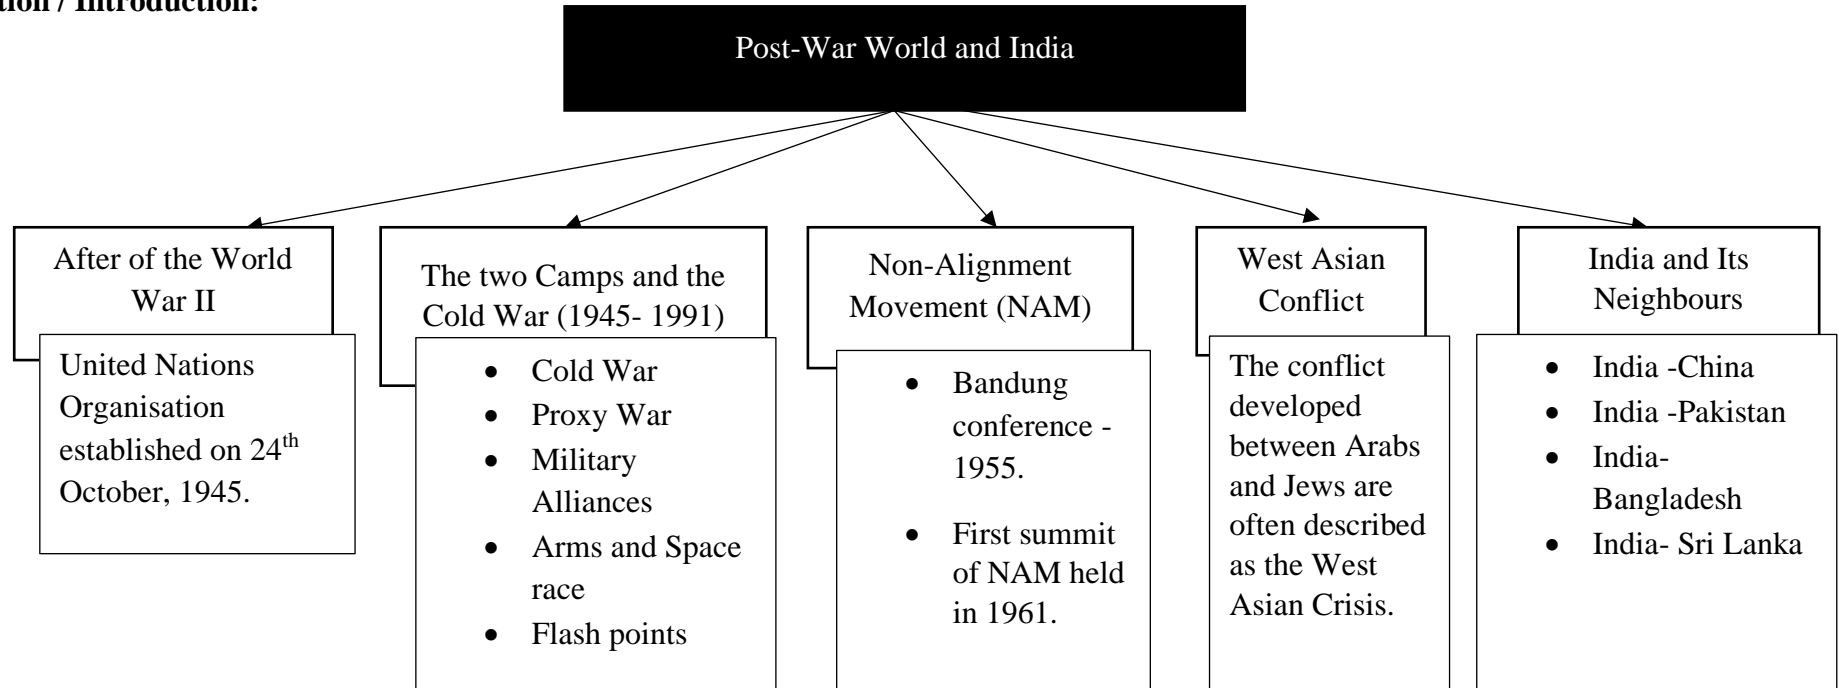 / Introduction:
Post-War World and India
After of the World
War II
United Nations
Organisation
established on 24th
October, 1945.
The two Camps and the
Cold War (1945- 1991)
• Cold War
• Proxy War
• Military
Alliances
• Arms and Space
race
• Flash points
Non-Alignment
Movement (NAM)
• Bandung
conference -
1955.
• First summit
of NAM held
in 1961.
West Asian
Conflict
The conflict
developed
between Arabs
and Jews are
often described
as the West
Asian Crisis.
India and Its
Neighbours
• India -China
• India -Pakistan
• India-
Bangladesh
• India- Sri Lanka